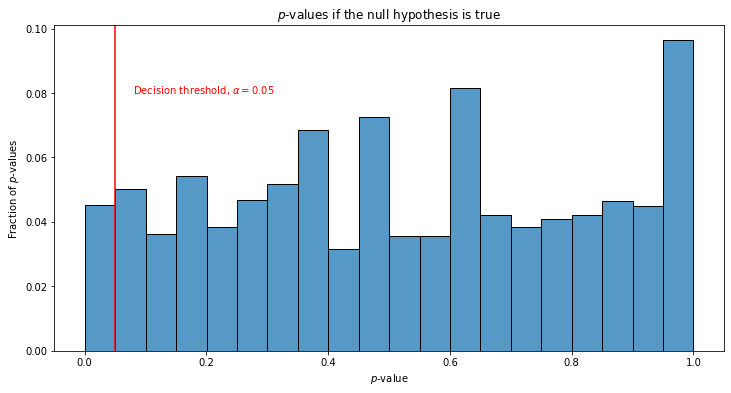 p-values if the null hypothesis is true
Fraction of p-values
0.10
0.08
0.06
0.04
0.02
0.00
Decision threshold, α = 0.05
0.0 0.2 0.4 0.6 0.8 1.0
p-value